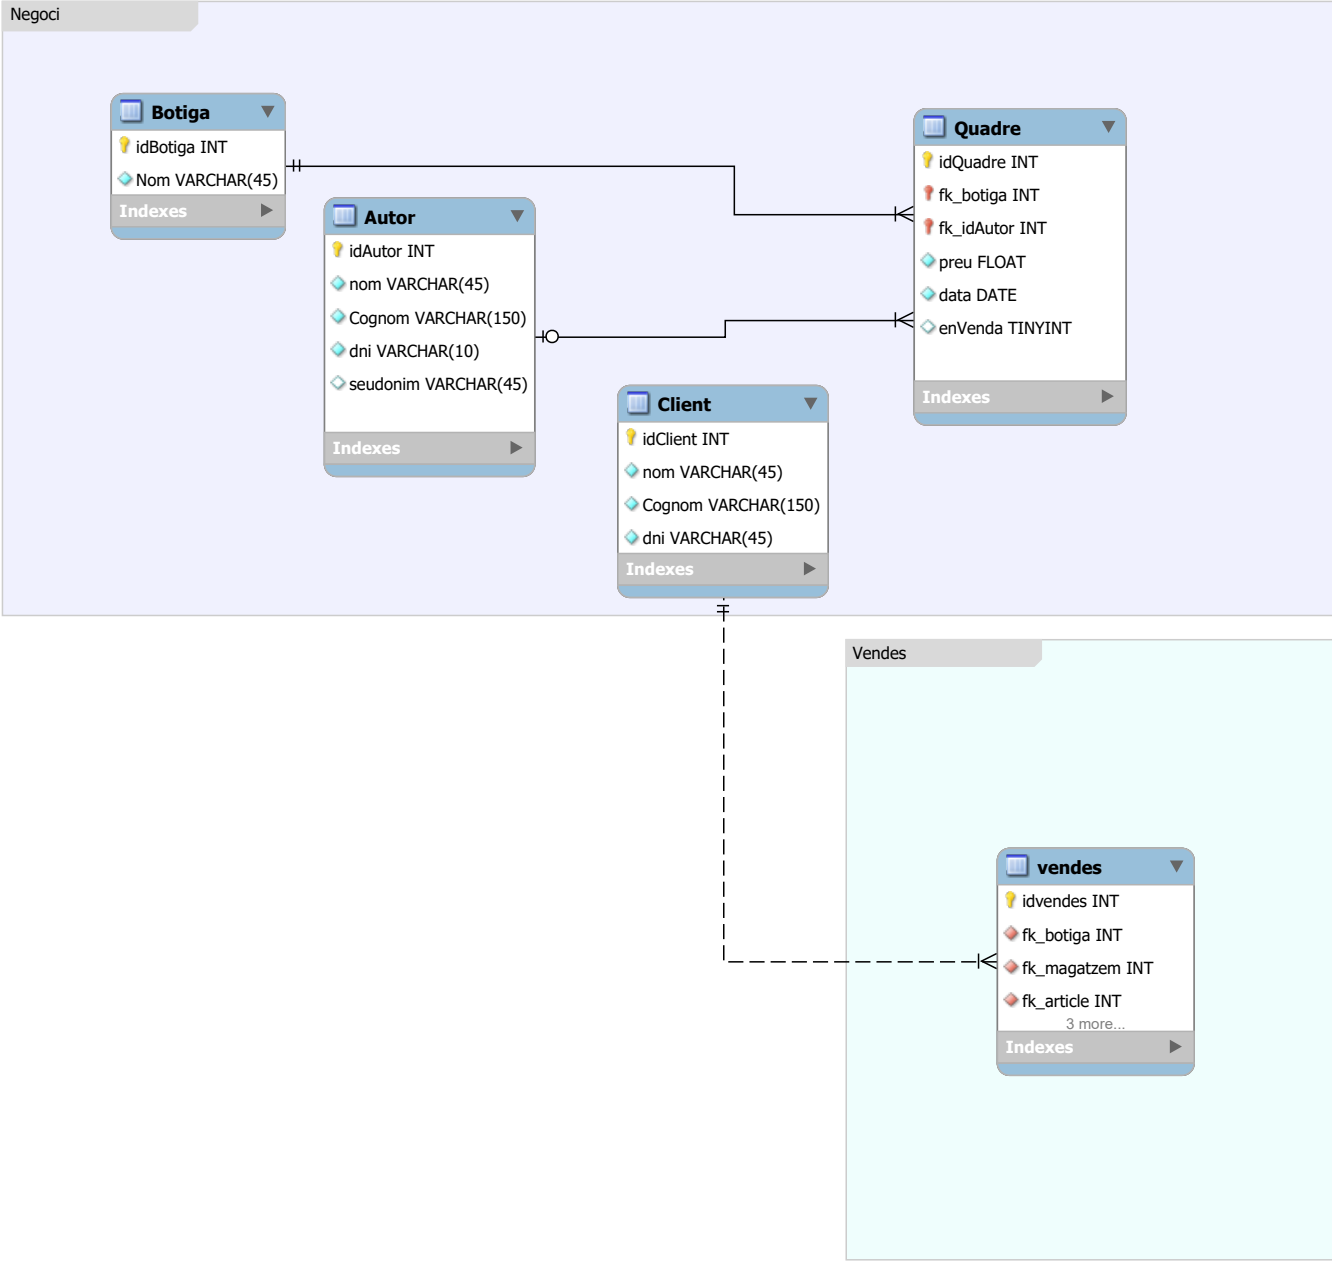 Negoci
Botiga
idBotiga INT
Nom VARCHAR(45)
Indexes
Autor
idAutor INT
nom VARCHAR(45)
Cognom VARCHAR(150)
dni VARCHAR(10)
seudonim VARCHAR(45)
Indexes
Quadre
idQuadre INT
fk_botiga INT
fk_idAutor INT
preu FLOAT
data DATE
enVenda TINYINT
Indexes
Client
idClient INT
nom VARCHAR(45)
Cognom VARCHAR(150)
dni VARCHAR(45)
Indexes
Vendes
vendes
idvendes INT
fk_botiga INT
fk_magatzem INT
fk_article INT
3 more...
Indexes